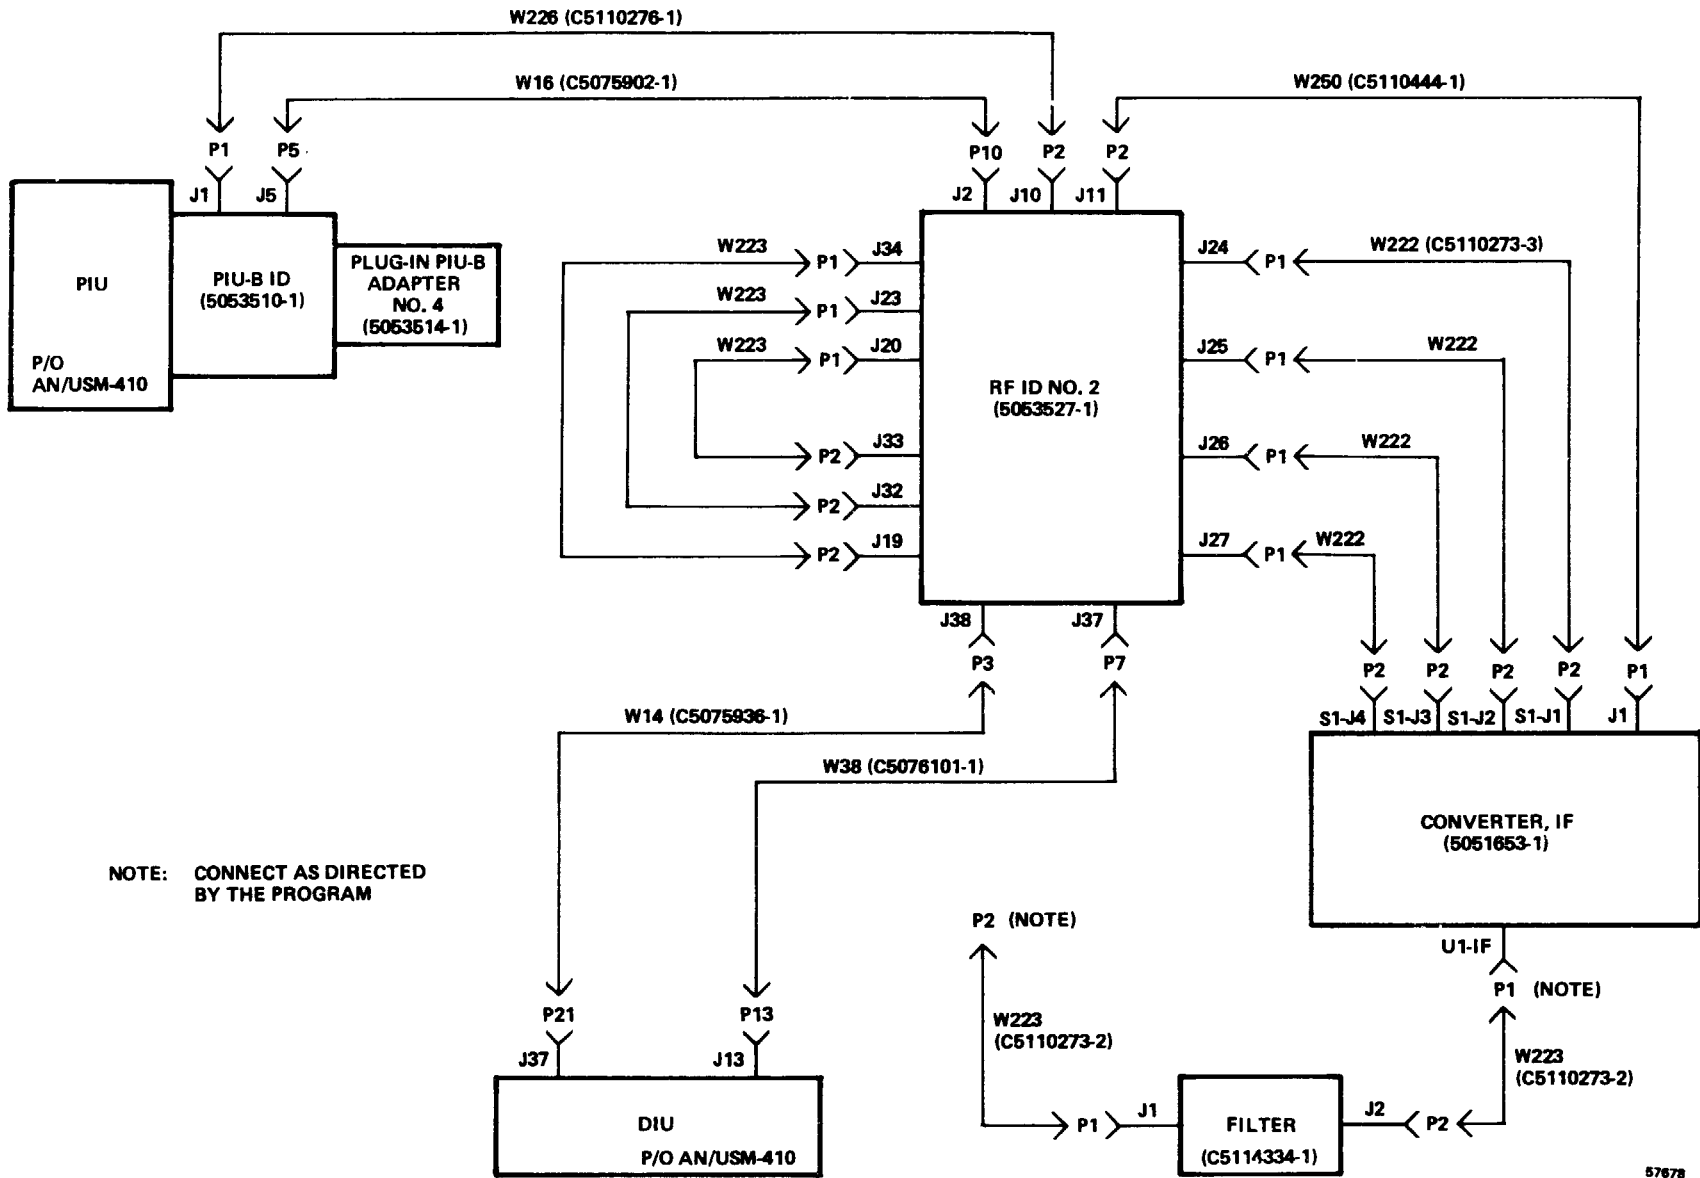 W226 (C5110276-1)
W16 (C5075902-1)
W250 (C5110444-1)
P1
P5
P10
P2
P2
J1
J5
J2
J10
J11
PIU
P/O
AN/USM-410
PIU-B ID
(5053510-1)
PLUG-IN PIU-B
ADAPTER
NO. 4
(5053514-1)
W223
P1
J34
W223
P1
J23
W223
P1
J20
P2
J33
P2
J32
P2
J19
RF ID NO. 2
(5053527-1)
J24
P1
W222 (C5110273-3)
J25
P1
W222
J26
P1
W222
J27
P1
W222
J38
J37
P3
P7
W14 (C5075936-1)
W38 (C5076101-1)
P2
P2
P2
P2
P1
S1-J4
S1-J3
S1-J2
S1-J1
J1
CONVERTER, IF
(5051653-1)
U1-IF
P1 (NOTE)
NOTE: CONNECT AS DIRECTED
BY THE PROGRAM
P2 (NOTE)
P21
P13
J37
J13
DIU
P/O AN/USM-410
W223
(C5110273-2)
W223
(C5110273-2)
P1
J1
FILTER
(C5114334-1)
J2
P2
57678